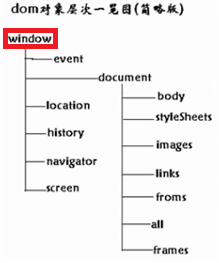 dom对象层次一览图(简略版)
window
event
document
body
location
styleSheets
history
images
navigator
links
screen
froms
all
frames